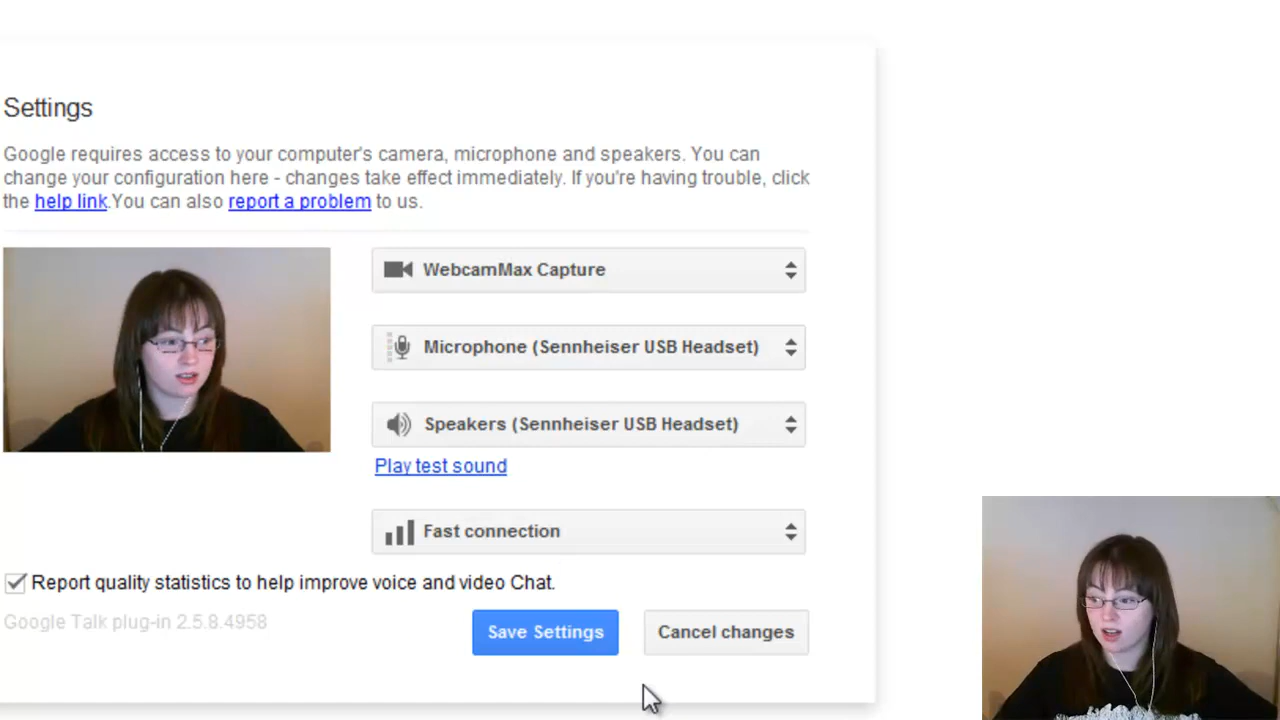 Settings
Google requires access to your computer's camera, microphone and speakers. You can
change your configuration here - changes take effect immediately. If you're having trouble, click
the help link.You can also report a problem to us.
WebcamMax Capture
Microphone (Sennheiser USB Headset)
Speakers (Sennheiser USB Headset)
Play test sound
Fast connection
Report quality statistics to help improve voice and video Chat.
Google Talk plug-in 2.5.8.4958
Save Settings
Cancel changes